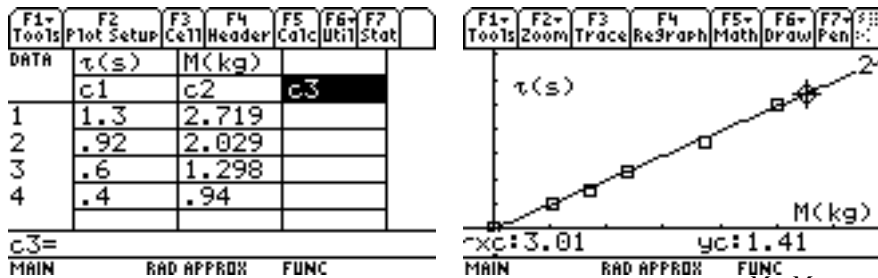 F1 F2 F3 F4 F5 F6 F7
Tools Plot Setup Cell Header Calc Util Stat
DATA τ(s) M(kg)
c1 c2 c3
1 1.3 2.719
2 .92 2.029
3 .6 1.298
4 .4 .94
c3=
MAIN RAD APPROX FUNC
F1 F2 F3 F4 F5 F6 F7
Tools Zoom Trace ReGraph Math Draw Pen
2
τ(s)
M(kg)
xc:3.01 yc:1.41
MAIN RAD APPROX FUNC